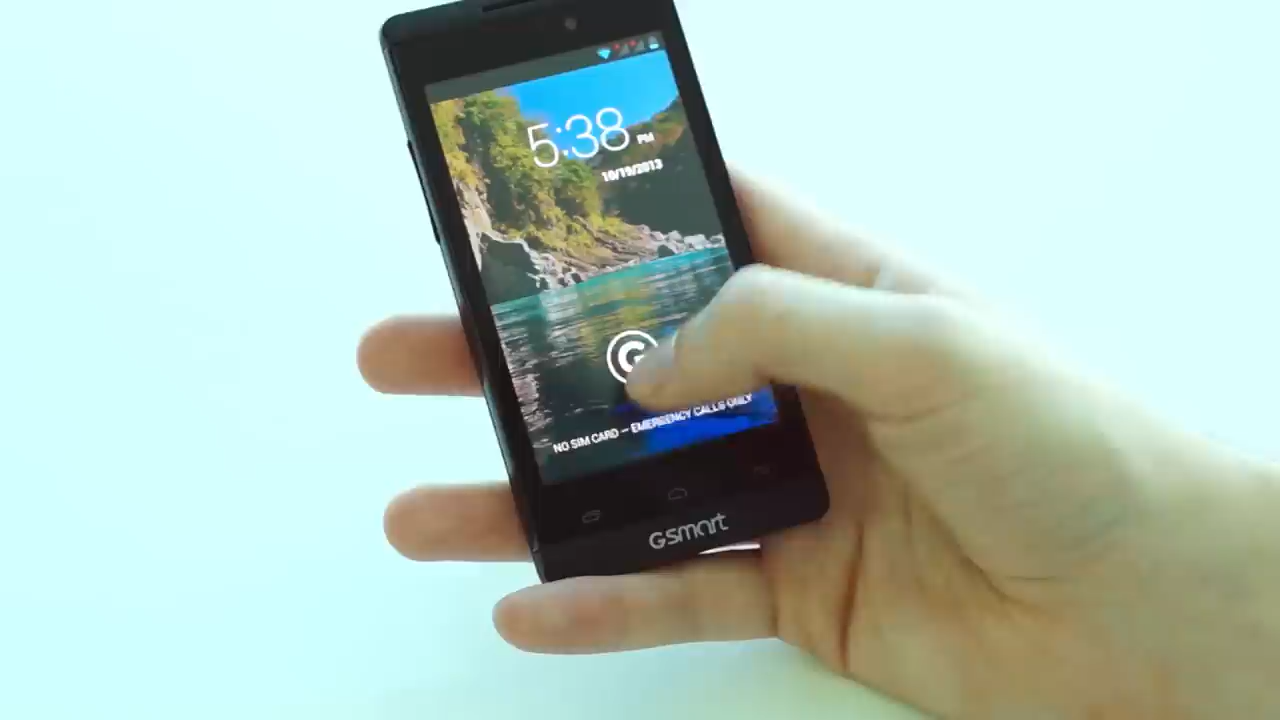 5:38 PM
10/19/2013
G
NO SIM CARD — EMERGENCY CALLS ONLY
GSmart